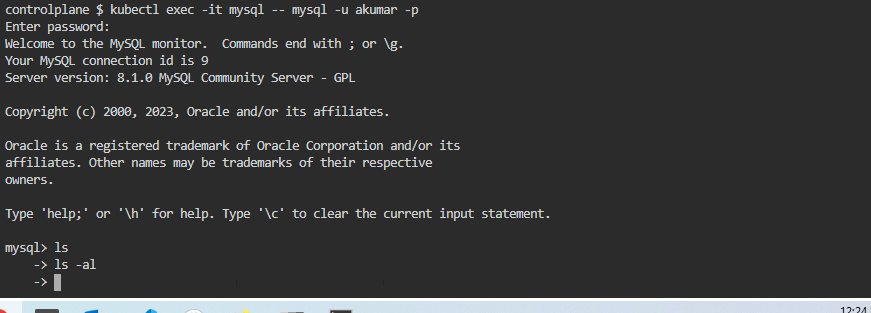 controlplane $ kubectl exec -it mysql -- mysql -u akumar -p
Enter password:
Welcome to the MySQL monitor.  Commands end with ; or \g.
Your MySQL connection id is 9
Server version: 8.1.0 MySQL Community Server - GPL
Copyright (c) 2000, 2023, Oracle and/or its affiliates.
Oracle is a registered trademark of Oracle Corporation and/or its
affiliates. Other names may be trademarks of their respective
owners.
Type 'help;' or '\h' for help. Type '\c' to clear the current input statement.
mysql> ls
    -> ls -al
    ->
12:24